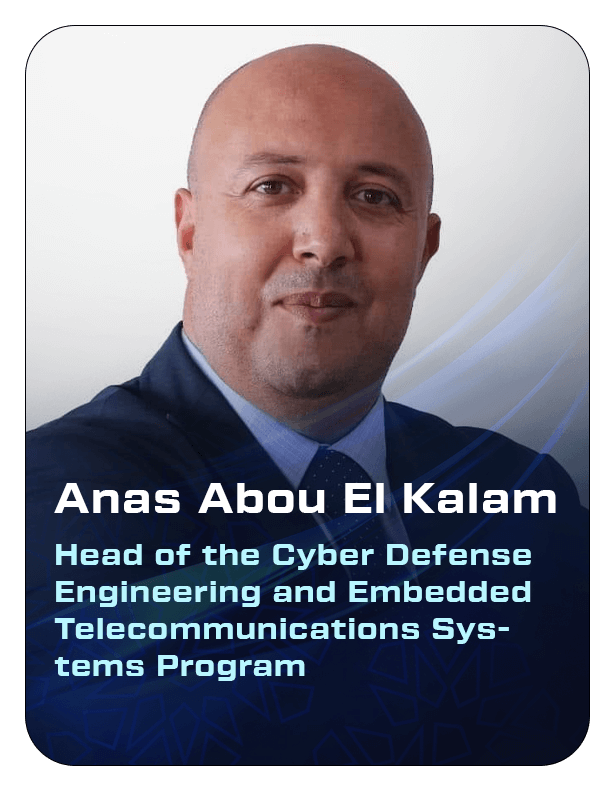 Anas Abou El Kalam
Head of the Cyber Defense
Engineering and Embedded
Telecommunications Sys-
tems Program